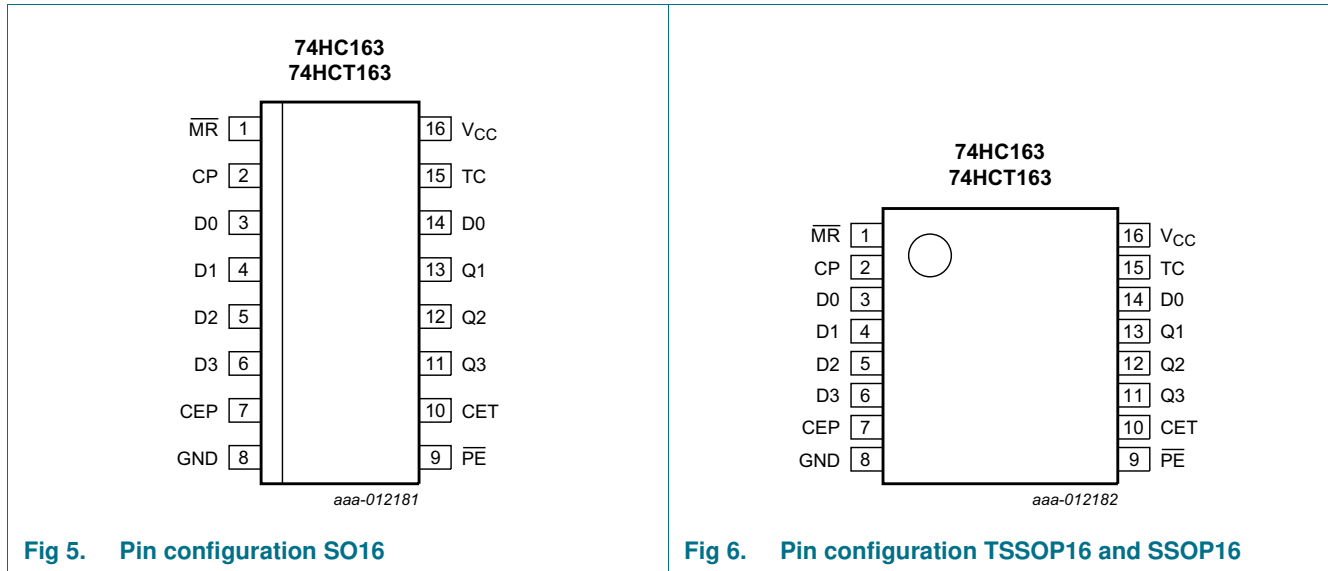 74HC163
74HCT163
M̅R̅ 1
CP 2
D0 3
D1 4
D2 5
D3 6
CEP 7
GND 8
16 VCC
15 TC
14 D0
13 Q1
12 Q2
11 Q3
10 CET
9 P̅E̅
aaa-012181
Fig 5. Pin configuration SO16
74HC163
74HCT163
M̅R̅ 1
CP 2
D0 3
D1 4
D2 5
D3 6
CEP 7
GND 8
16 VCC
15 TC
14 D0
13 Q1
12 Q2
11 Q3
10 CET
9 P̅E̅
aaa-012182
Fig 6. Pin configuration TSSOP16 and SSOP16